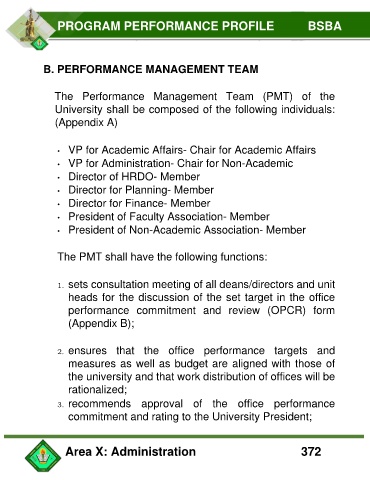 PROGRAM PERFORMANCE PROFILE BSBA
B. PERFORMANCE MANAGEMENT TEAM
The Performance Management Team (PMT) of the
University shall be composed of the following individuals:
(Appendix A)
• VP for Academic Affairs- Chair for Academic Affairs
• VP for Administration- Chair for Non-Academic
• Director of HRDO- Member
• Director for Planning- Member
• Director for Finance- Member
• President of Faculty Association- Member
• President of Non-Academic Association- Member
The PMT shall have the following functions:
1. sets consultation meeting of all deans/directors and unit
heads for the discussion of the set target in the office
performance commitment and review (OPCR) form
(Appendix B);
2. ensures that the office performance targets and
measures as well as budget are aligned with those of
the university and that work distribution of offices will be
rationalized;
3. recommends approval of the office performance
commitment and rating to the University President;
Area X: Administration 372